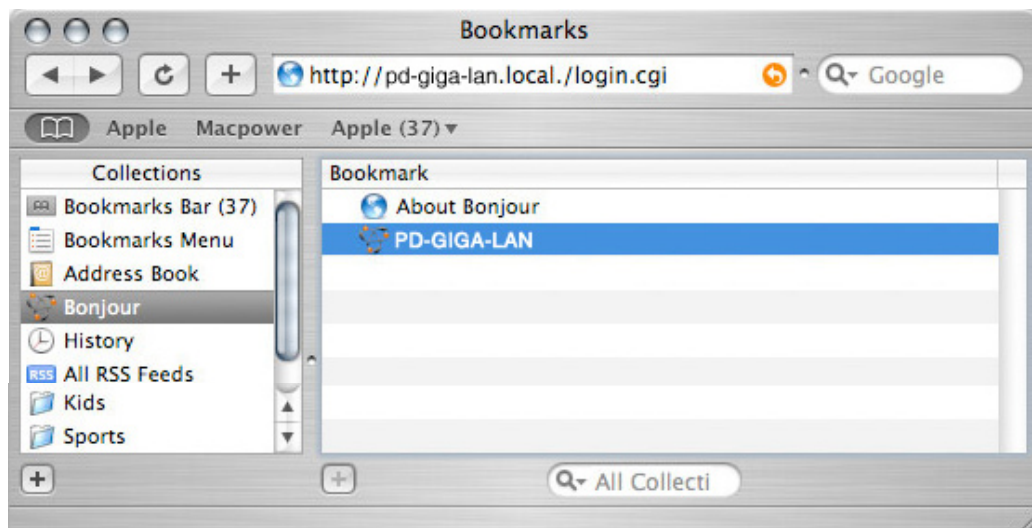 Bookmarks
http://pd-giga-lan.local./login.cgi
Google
Apple
Macpower
Apple (37)
Collections
Bookmark
Bookmarks Bar (37)
About Bonjour
Bookmarks Menu
PD-GIGA-LAN
Address Book
Bonjour
History
RSS All RSS Feeds
Kids
Sports
All Collecti